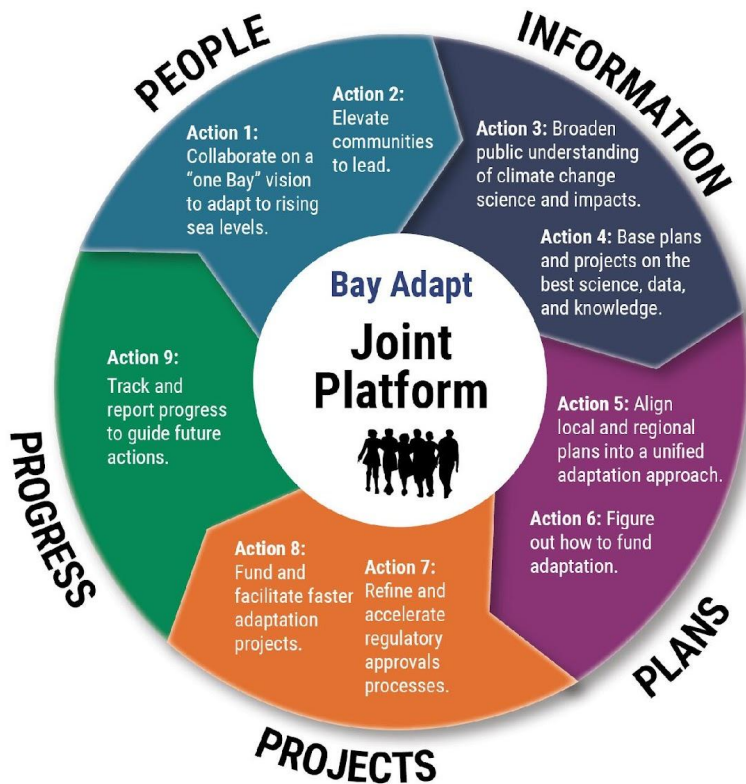 PEOPLE
Action 1:
Collaborate on a
“one Bay” vision
to adapt to rising
sea levels.
Action 2:
Elevate
communities
to lead.
INFORMATION
Action 3: Broaden
public understanding
of climate change
science and impacts.
Action 4: Base plans
and projects on the
best science, data,
and knowledge.
Bay Adapt
Joint
Platform
PLANS
Action 5: Align
local and regional
plans into a unified
adaptation approach.
Action 6: Figure
out how to fund
adaptation.
PROJECTS
Action 7:
Refine and
accelerate
regulatory
approvals
processes.
Action 8:
Fund and
facilitate faster
adaptation
projects.
PROGRESS
Action 9:
Track and
report progress
to guide future
actions.